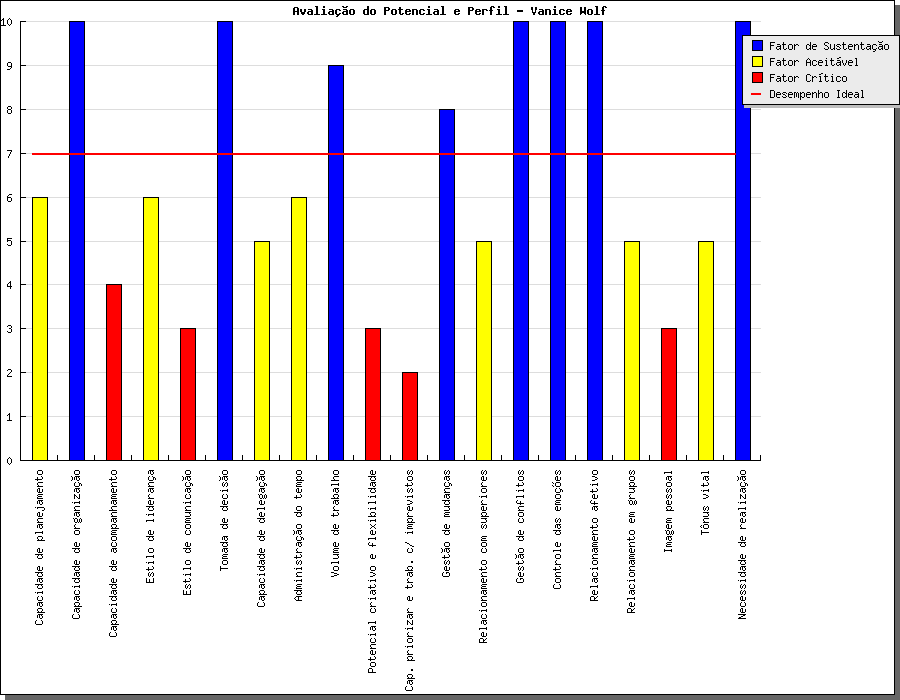 Avaliação do Potencial e Perfil - Vanice Wolf
10
9
8
7
6
5
4
3
2
1
0
Fator de Sustentação
Fator Aceitável
Fator Crítico
Desempenho Ideal
Capacidade de planejamento
Capacidade de organização
Capacidade de acompanhamento
Estilo de liderança
Estilo de comunicação
Tomada de decisão
Capacidade de delegação
Administração do tempo
Volume de trabalho
Potencial criativo e flexibilidade
Cap. priorizar e trab. c/ imprevistos
Gestão de mudanças
Relacionamento com superiores
Gestão de conflitos
Controle das emoções
Relacionamento afetivo
Relacionamento em grupos
Imagem pessoal
Tônus vital
Necessidade de realização